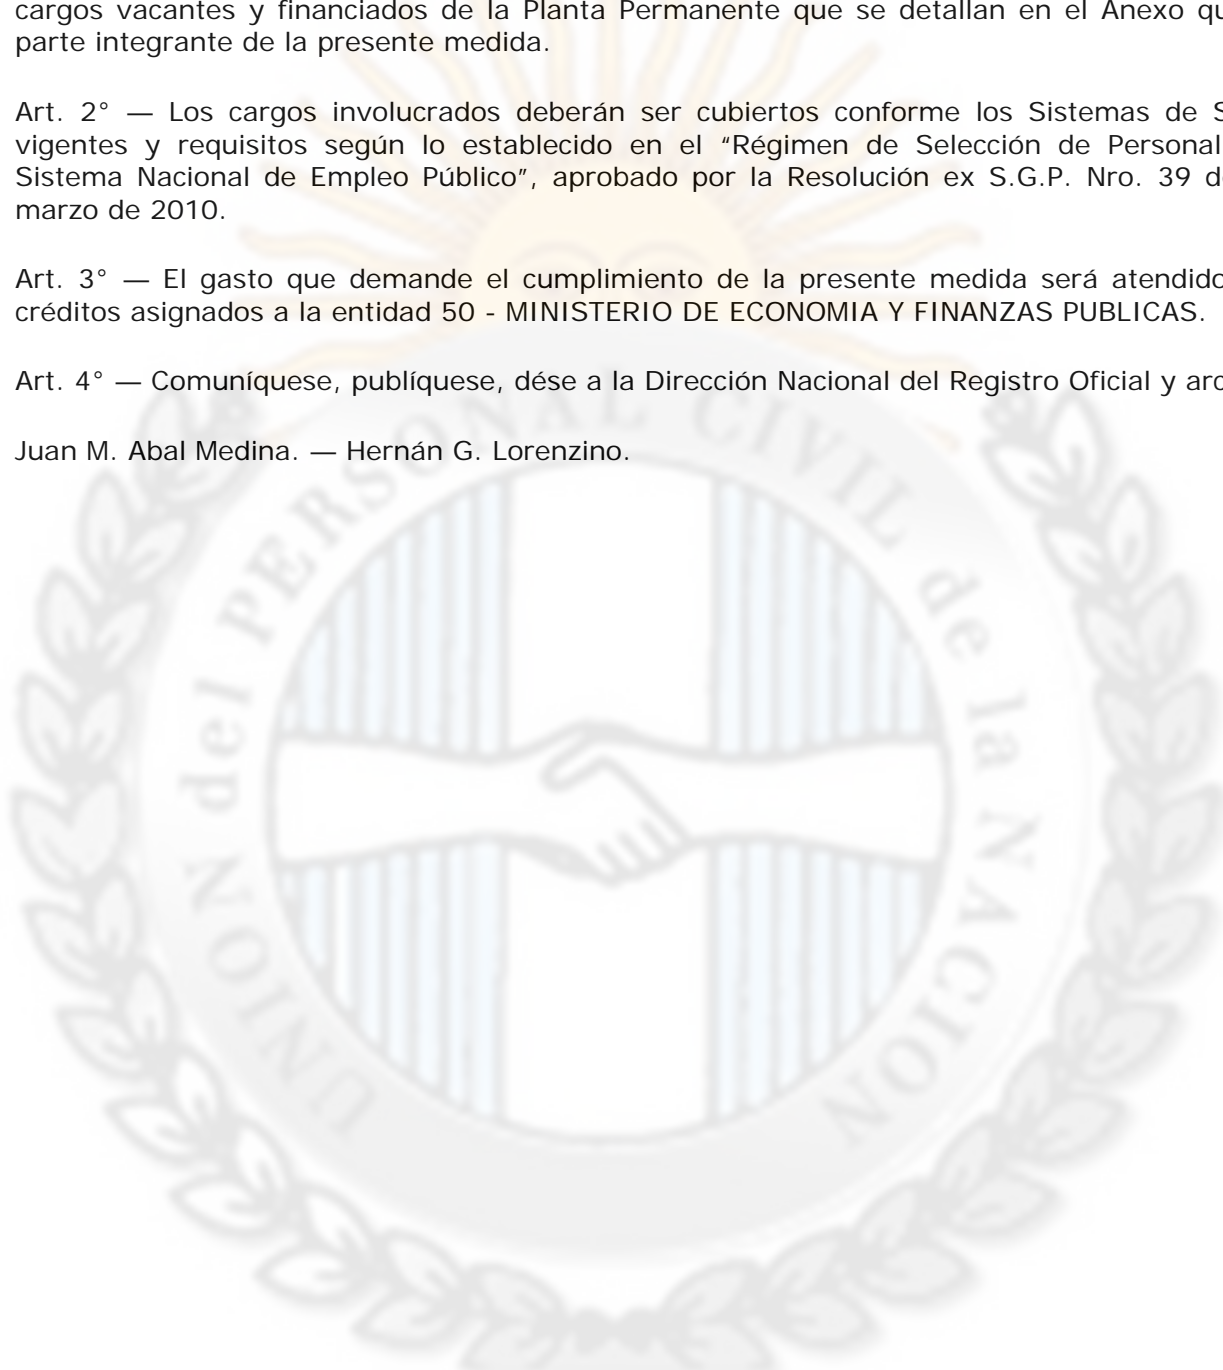 cargos vacantes y financiados de la Planta Permanente que se detallan en el Anexo qu
parte integrante de la presente medida.
Art. 2° — Los cargos involucrados deberán ser cubiertos conforme los Sistemas de S
vigentes y requisitos según lo establecido en el “Régimen de Selección de Personal
Sistema Nacional de Empleo Público”, aprobado por la Resolución ex S.G.P. Nro. 39 d
marzo de 2010.
Art. 3° — El gasto que demande el cumplimiento de la presente medida será atendido
créditos asignados a la entidad 50 - MINISTERIO DE ECONOMIA Y FINANZAS PUBLICAS.
Art. 4° — Comuníquese, publíquese, dése a la Dirección Nacional del Registro Oficial y arc
Juan M. Abal Medina. — Hernán G. Lorenzino.
UNION del PERSONAL CIVIL de la NACION